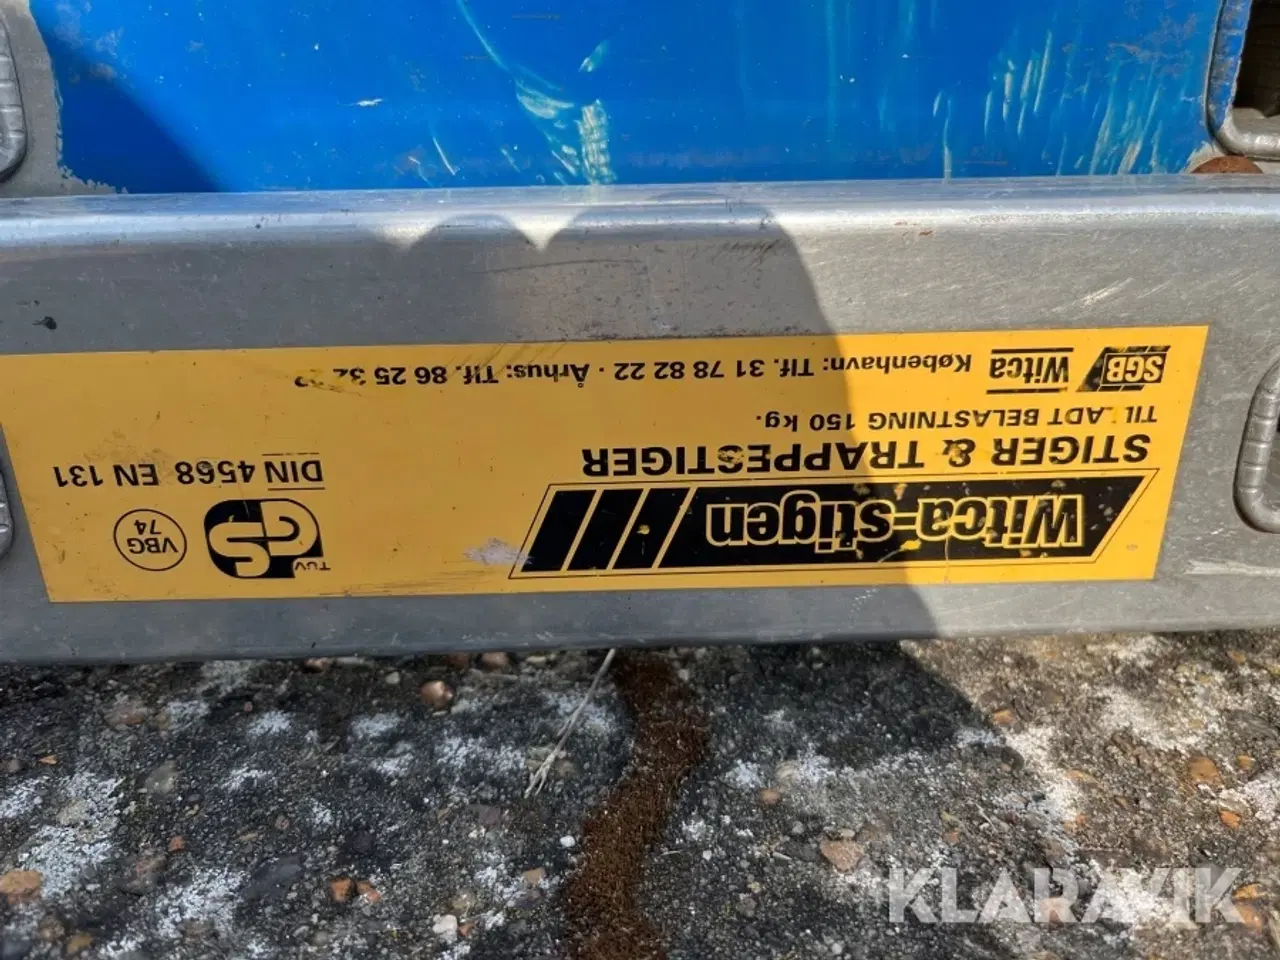 Witca-stigen
STIGER & TRAPPESTIGER
TILLADT BELASTNING 150 kg.
SGB Witca København: Tlf. 31 78 82 22 · Århus: Tlf. 86 25 32
TÜV
GS
VBG
74
DIN 4568 EN 131
KLARAVIK